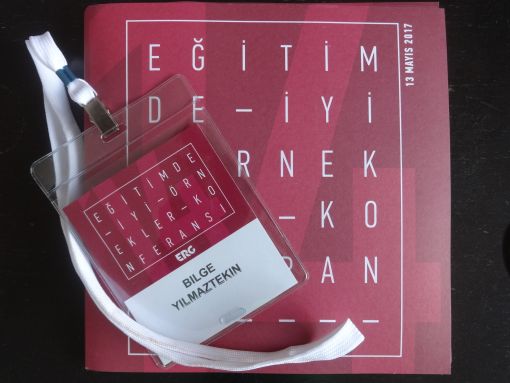 EĞİTİM
DE–İYİ
RNEK
–KO
RAN
– – – –
13 MAYIS 2017
EĞİTİMDE
–İYİ–ÖRN
EKLER–KO
NFERANSI
ERG
BILGE
YILMAZTEKIN